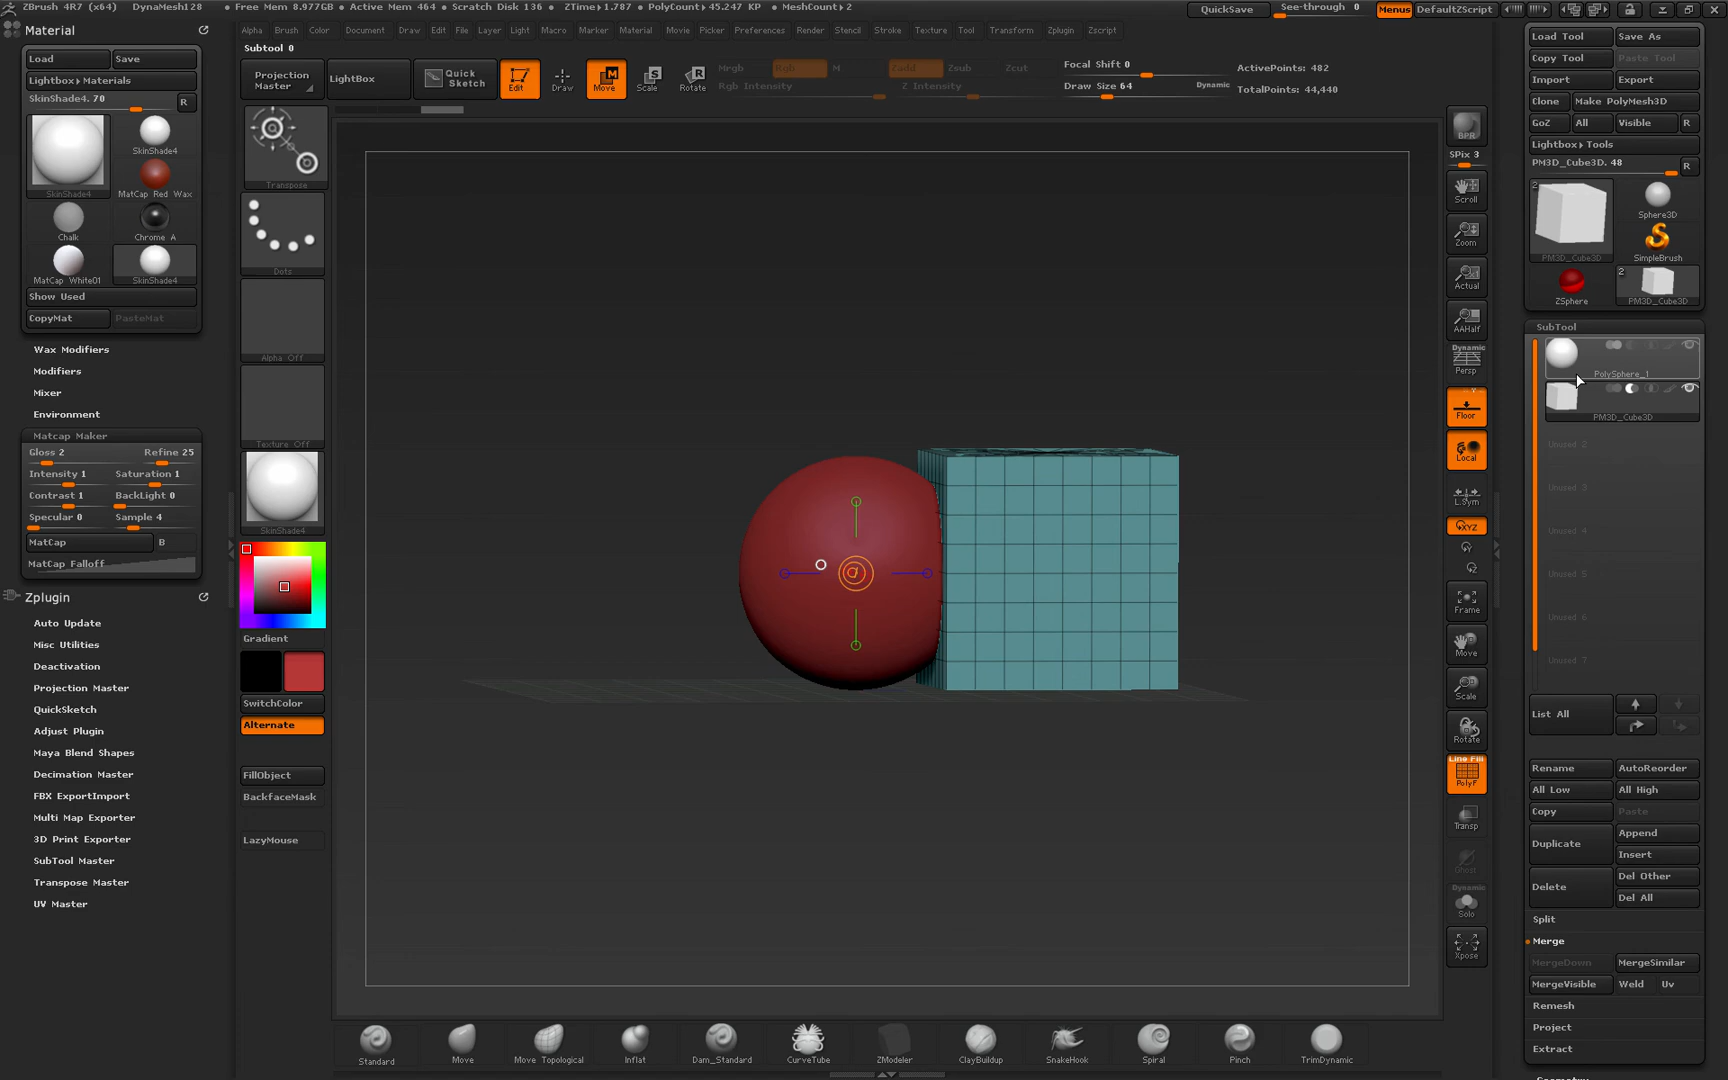 ZBrush 4R7 (x64) DynaMesh128 • Free Mem 8.977GB • Active Mem 464 • Scratch Disk 136 • ZTime▸1.787 • PolyCount▸45.247 KP • MeshCount▸2
QuickSave
See-through 0
Menus
DefaultZScript
Material
Load
Save
Lightbox▸Materials
SkinShade4. 70
R
SkinShade4
SkinShade4
MatCap Red Wax
Chalk
Chrome A
MatCap White01
SkinShade4
Show Used
CopyMat
PasteMat
Wax Modifiers
Modifiers
Mixer
Environment
Matcap Maker
Gloss 2
Refine 25
Intensity 1
Saturation 1
Contrast 1
BackLight 0
Specular 0
Sample 4
MatCap
B
MatCap Falloff
Zplugin
Auto Update
Misc Utilities
Deactivation
Projection Master
QuickSketch
Adjust Plugin
Maya Blend Shapes
Decimation Master
FBX ExportImport
Multi Map Exporter
3D Print Exporter
SubTool Master
Transpose Master
UV Master
Alpha Brush Color Document Draw Edit File Layer Light Macro Marker Material Movie Picker Preferences Render Stencil Stroke Texture Tool Transform Zplugin Zscript
Subtool 0
Projection
Master
LightBox
Quick
Sketch
Edit
Draw
Move
Scale
Rotate
Mrgb
Rgb
M
Rgb Intensity
Zadd
Zsub
Zcut
Z Intensity
Focal Shift 0
Draw Size 64
Dynamic
ActivePoints: 482
TotalPoints: 44,440
Transpose
Dots
Alpha Off
Texture Off
SkinShade4
Gradient
SwitchColor
Alternate
FillObject
BackfaceMask
LazyMouse
BPR
SPix 3
Scroll
Zoom
Actual
AAHalf
Dynamic
Persp
Floor
Local
L.Sym
XYZ
Y
Z
Frame
Move
Scale
Rotate
Line Fill
PolyF
Transp
Ghost
Dynamic
Solo
Xpose
Load Tool
Save As
Copy Tool
Paste Tool
Import
Export
Clone
Make PolyMesh3D
GoZ
All
Visible
R
Lightbox▸Tools
PM3D_Cube3D. 48
R
2
PM3D_Cube3D
Sphere3D
SimpleBrush
ZSphere
2
PM3D_Cube3D
SubTool
PolySphere_1
PM3D_Cube3D
Unused 2
Unused 3
Unused 4
Unused 5
Unused 6
Unused 7
List All
Rename
AutoReorder
All Low
All High
Copy
Paste
Duplicate
Append
Insert
Delete
Del Other
Del All
Split
Merge
MergeDown
MergeSimilar
MergeVisible
Weld
Uv
Remesh
Project
Extract
Standard
Move
Move Topological
Inflat
Dam_Standard
CurveTube
ZModeler
ClayBuildup
SnakeHook
Spiral
Pinch
TrimDynamic